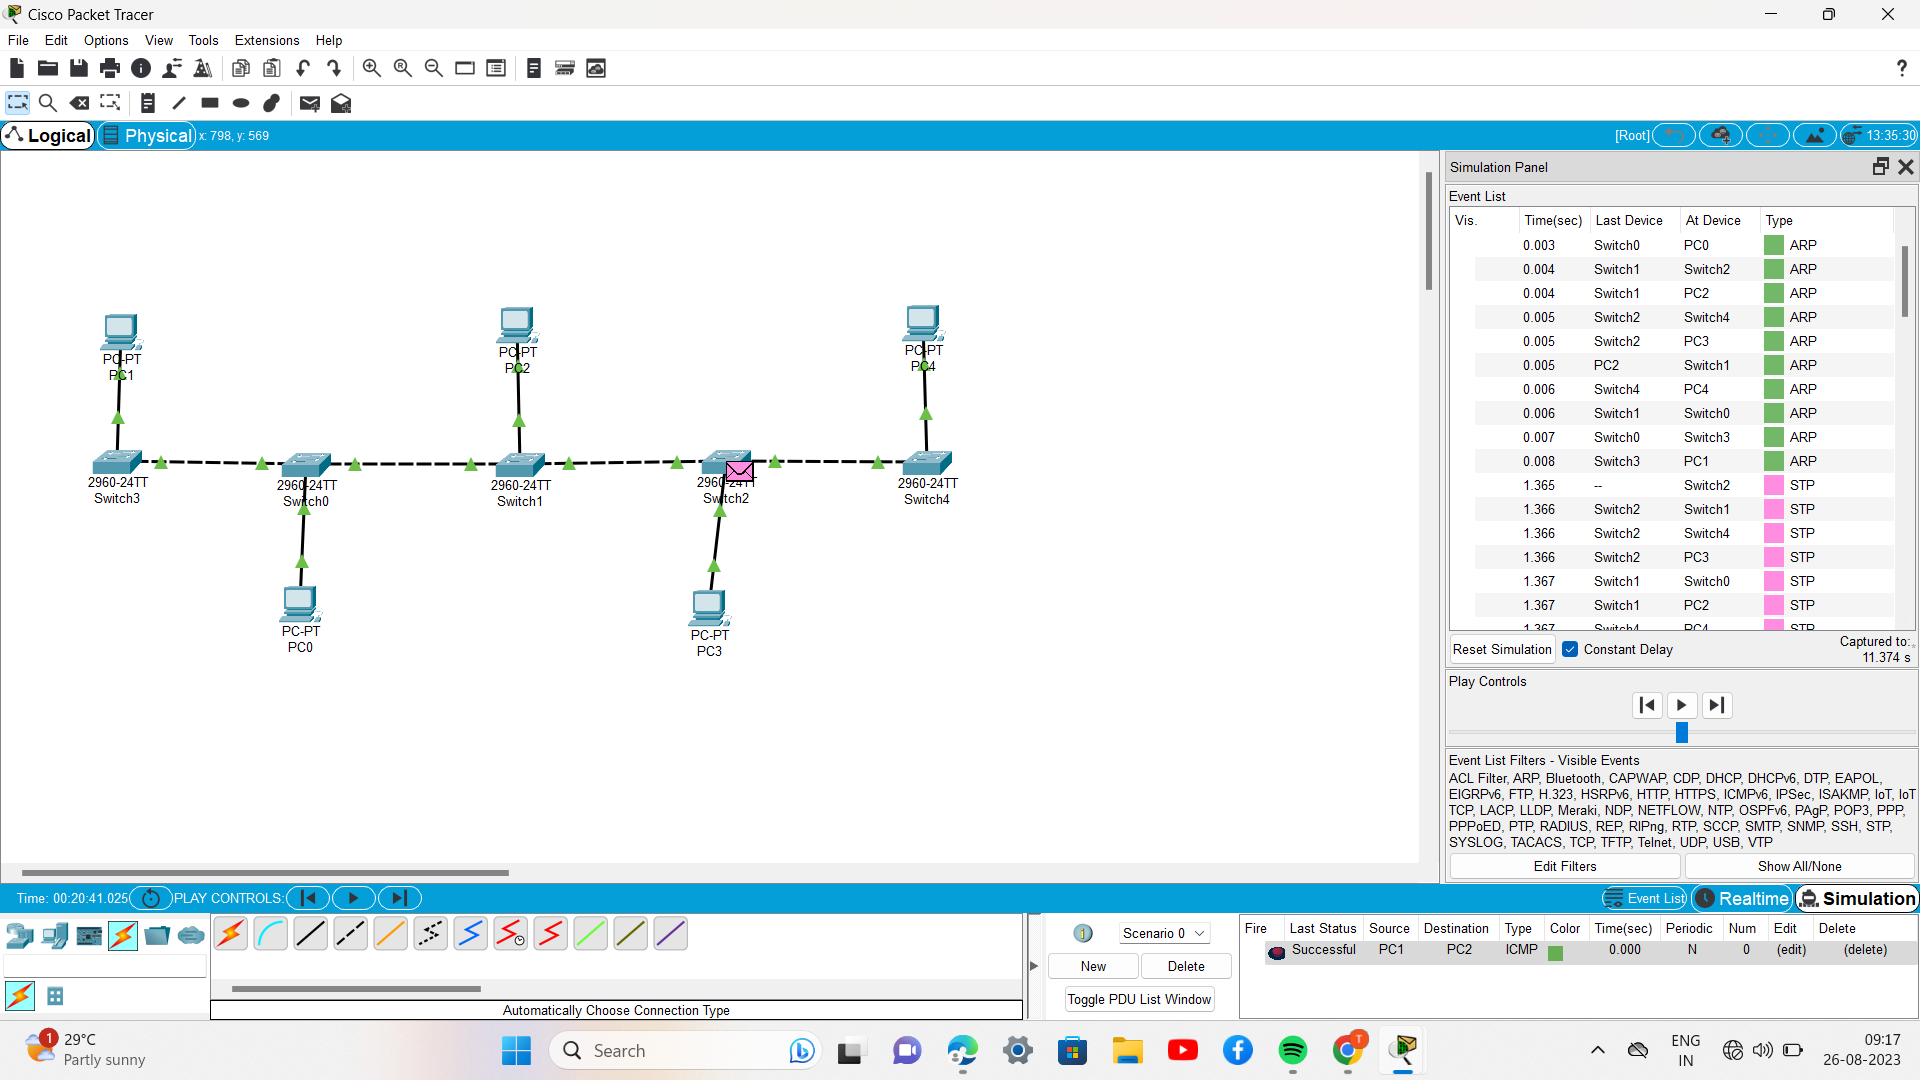 Cisco Packet Tracer
File Edit Options View Tools Extensions Help
Logical Physical x: 798, y: 569 [Root] 13:35:30
PC-PT
PC1
PC-PT
PC2
PC-PT
PC4
2960-24TT
Switch3
2960-24TT
Switch0
2960-24TT
Switch1
2960-24TT
Switch2
2960-24TT
Switch4
PC-PT
PC0
PC-PT
PC3
Simulation Panel
Event List
Vis. Time(sec) Last Device At Device Type
0.003 Switch0 PC0 ARP
0.004 Switch1 Switch2 ARP
0.004 Switch1 PC2 ARP
0.005 Switch2 Switch4 ARP
0.005 Switch2 PC3 ARP
0.005 PC2 Switch1 ARP
0.006 Switch4 PC4 ARP
0.006 Switch1 Switch0 ARP
0.007 Switch0 Switch3 ARP
0.008 Switch3 PC1 ARP
1.365 -- Switch2 STP
1.366 Switch2 Switch1 STP
1.366 Switch2 Switch4 STP
1.366 Switch2 PC3 STP
1.367 Switch1 Switch0 STP
1.367 Switch1 PC2 STP
1.367 Switch4 PC4 STP
Reset Simulation Constant Delay Captured to:
11.374 s
Play Controls
Event List Filters - Visible Events
ACL Filter, ARP, Bluetooth, CAPWAP, CDP, DHCP, DHCPv6, DTP, EAPOL,
EIGRPv6, FTP, H.323, HSRPv6, HTTP, HTTPS, ICMPv6, IPSec, ISAKMP, IoT, IoT
TCP, LACP, LLDP, Meraki, NDP, NETFLOW, NTP, OSPFv6, PAgP, POP3, PPP,
PPPoED, PTP, RADIUS, REP, RIPng, RTP, SCCP, SMTP, SNMP, SSH, STP,
SYSLOG, TACACS, TCP, TFTP, Telnet, UDP, USB, VTP
Edit Filters Show All/None
Time: 00:20:41.025 PLAY CONTROLS: Event List Realtime Simulation
Scenario 0
New Delete
Toggle PDU List Window
Fire Last Status Source Destination Type Color Time(sec) Periodic Num Edit Delete
Successful PC1 PC2 ICMP 0.000 N 0 (edit) (delete)
Automatically Choose Connection Type
1 29°C
Partly sunny
Search
T
ENG
IN
09:17
26-08-2023